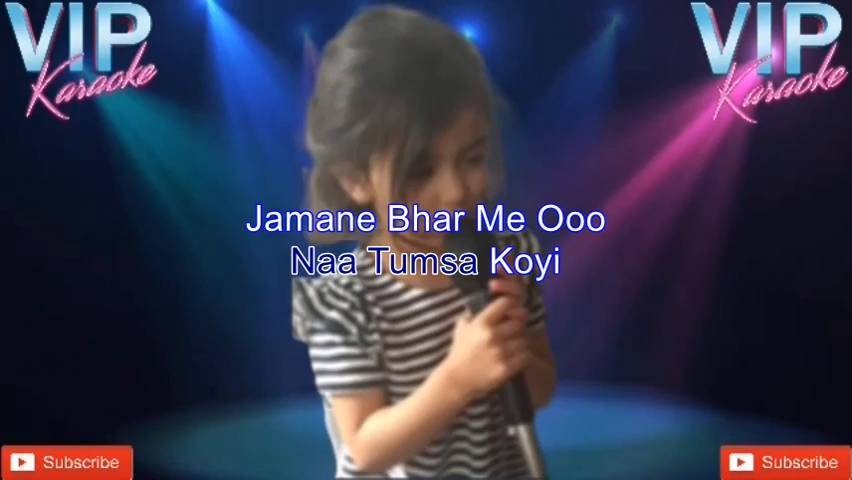 VIP
Karaoke
VIP
Karaoke
Jamane Bhar Me Ooo
Naa Tumsa Koyi
Subscribe
Subscribe